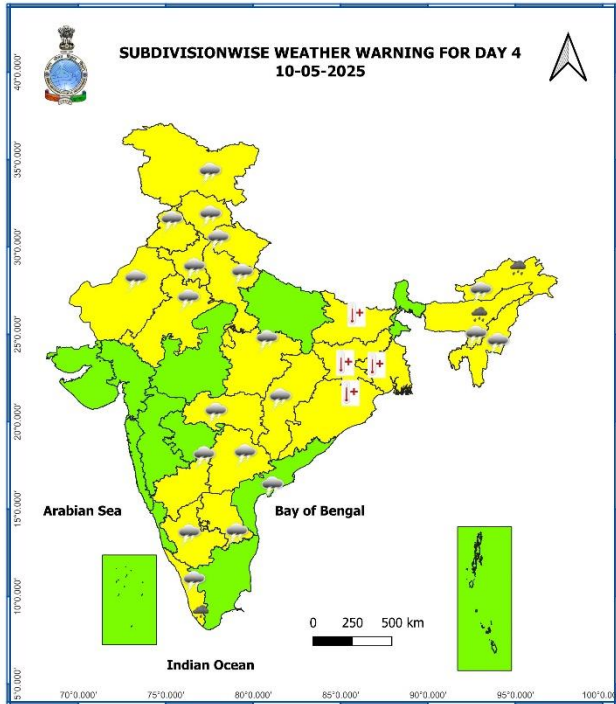 SUBDIVISIONWISE WEATHER WARNING FOR DAY 4
10-05-2025
40°0.000'
35°0.000'
30°0.000'
25°0.000'
20°0.000'
15°0.000'
10°0.000'
5°0.000'
Arabian Sea
Bay of Bengal
0 250 500 km
Indian Ocean
70°0.000' 75°0.000' 80°0.000' 85°0.000' 90°0.000' 95°0.000' 100°0.000'